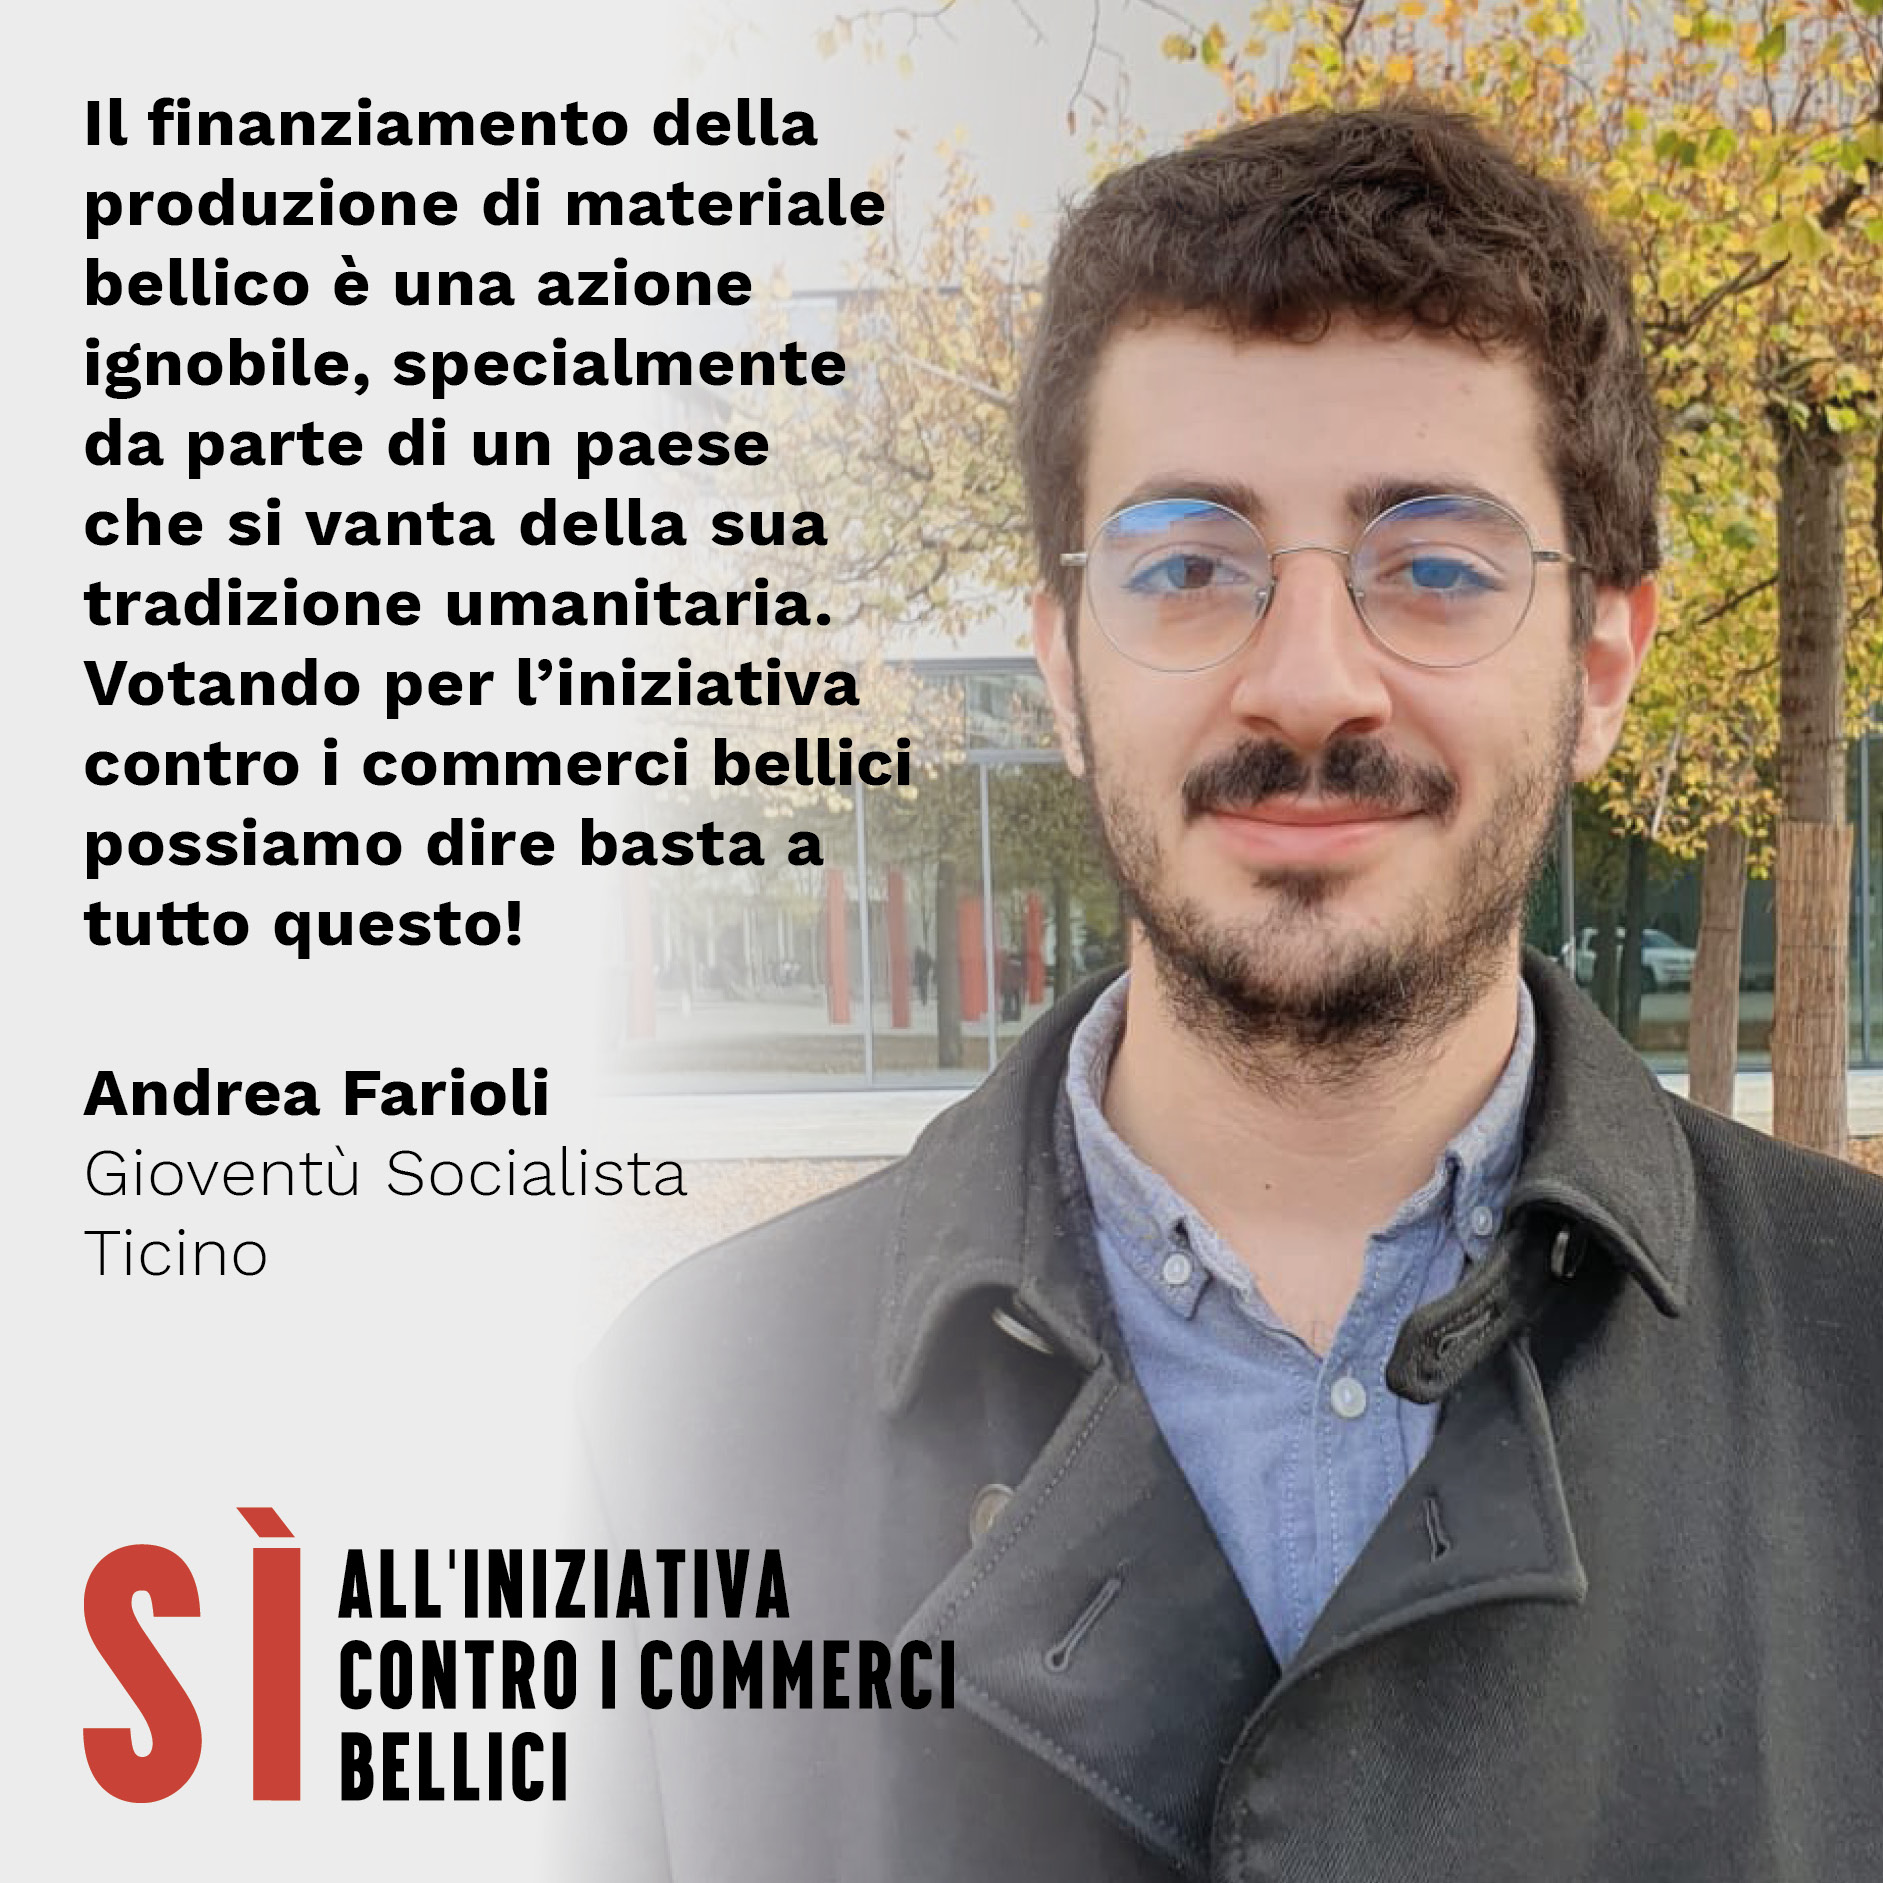 Il finanziamento della
produzione di materiale
bellico è una azione
ignobile, specialmente
da parte di un paese
che si vanta della sua
tradizione umanitaria.
Votando per l’iniziativa
contro i commerci bellici
possiamo dire basta a
tutto questo!
Andrea Farioli
Gioventù Socialista
Ticino
SÌ
ALL'INIZIATIVA
CONTRO I COMMERCI
BELLICI